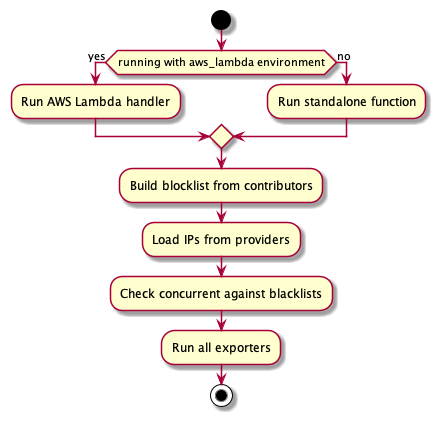 yes
running with aws_lambda environment
no
Run AWS Lambda handler
Run standalone function
Build blocklist from contributors
Load IPs from providers
Check concurrent against blacklists
Run all exporters